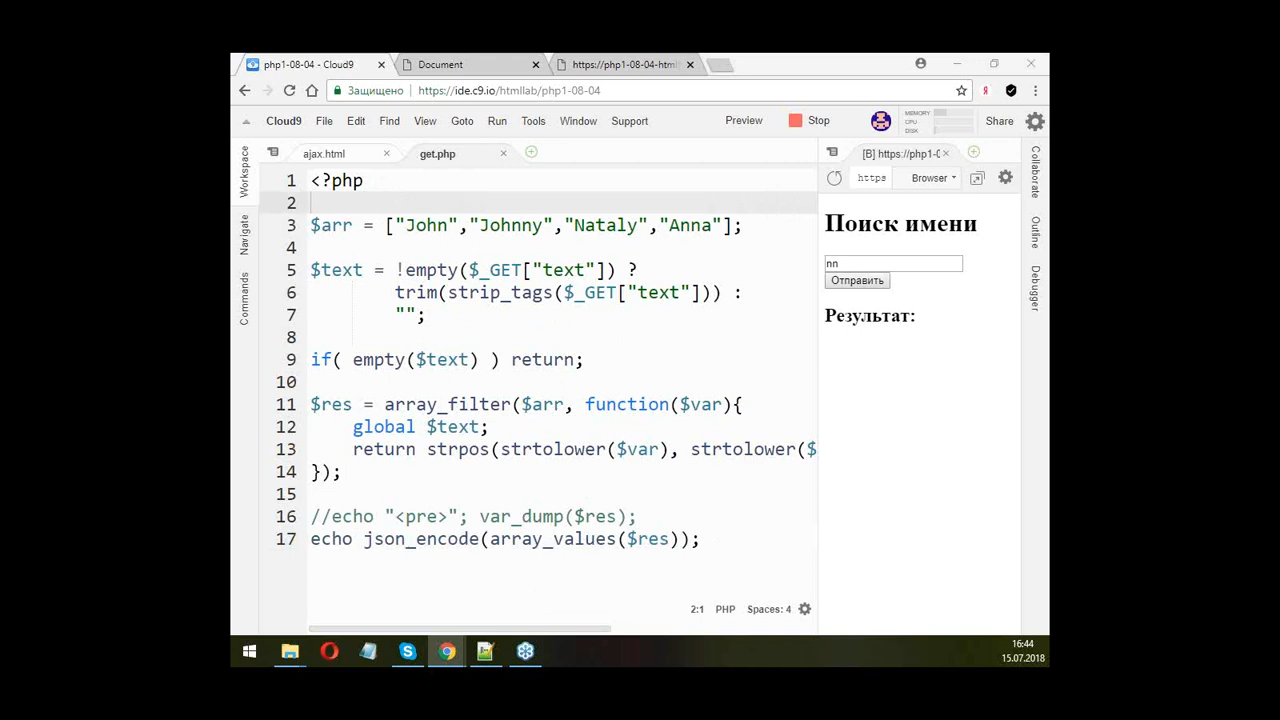 php1-08-04 - Cloud9
Document
https://php1-08-04-html
Защищено
https://ide.c9.io/htmllab/php1-08-04
Cloud9 File Edit Find View Goto Run Tools Window Support
Preview
Stop
MEMORY
CPU
DISK
Share
Workspace
Navigate
Commands
ajax.html
get.php
1 <?php
2
3 $arr = ["John","Johnny","Nataly","Anna"];
4
5 $text = !empty($_GET["text"]) ?
6 trim(strip_tags($_GET["text"])) :
7 "";
8
9 if( empty($text) ) return;
10
11 $res = array_filter($arr, function($var){
12 global $text;
13 return strpos(strtolower($var), strtolower($
14 });
15
16 //echo "<pre>"; var_dump($res);
17 echo json_encode(array_values($res));
2:1 PHP Spaces: 4
[B] https://php1-0
https
Browser
Поиск имени
nn
Отправить
Результат:
Collaborate
Outline
Debugger
16:44
15.07.2018